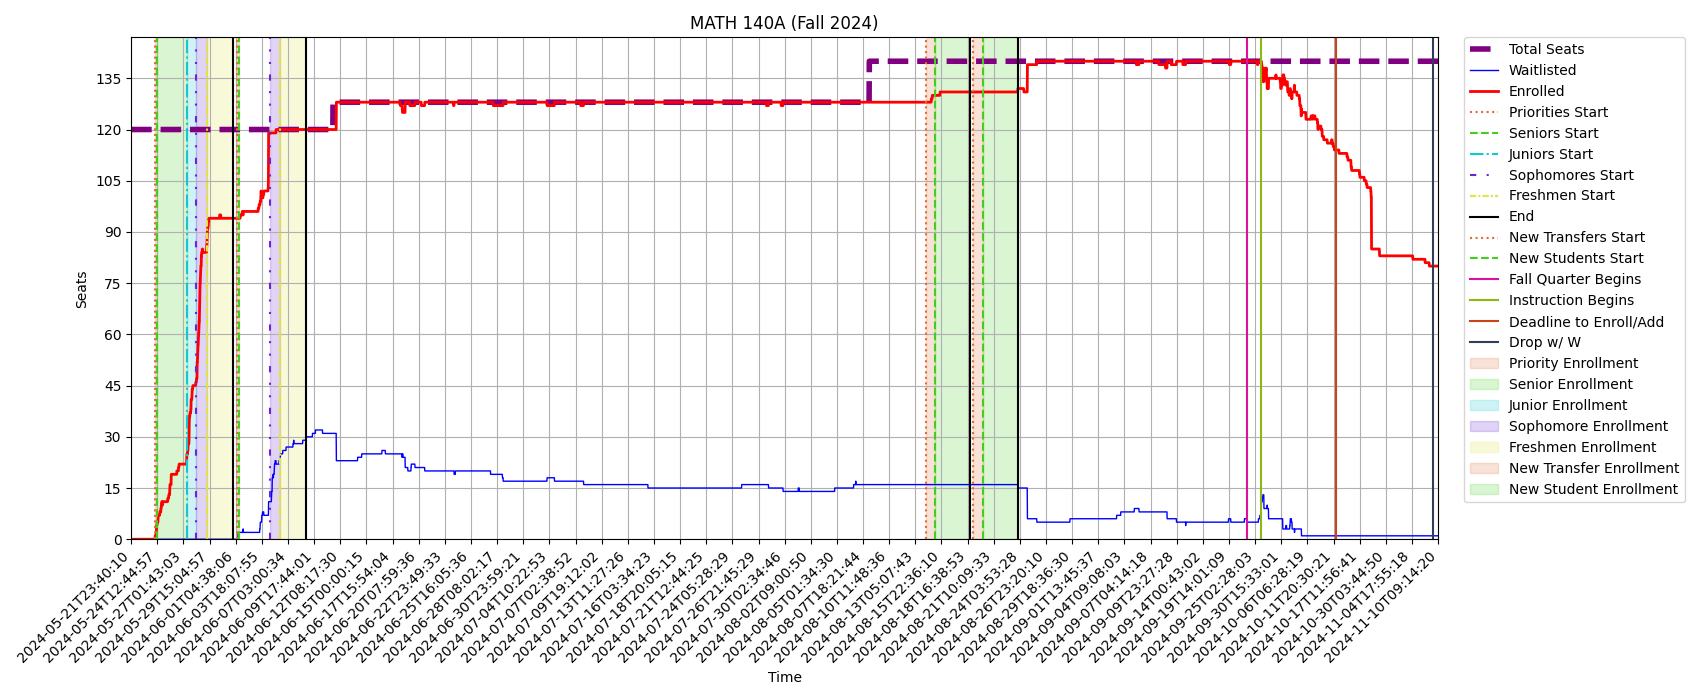 MATH 140A (Fall 2024)
Seats
135
120
105
90
75
60
45
30
15
0
2024-05-21T23:40:10
2024-05-24T12:44:57
2024-05-27T01:43:03
2024-05-29T15:04:57
2024-06-01T04:38:06
2024-06-03T18:07:55
2024-06-07T03:00:34
2024-06-09T17:44:01
2024-06-12T08:17:30
2024-06-15T00:00:15
2024-06-17T15:54:04
2024-06-20T07:59:36
2024-06-22T23:49:33
2024-06-25T16:05:36
2024-06-28T08:02:17
2024-06-30T23:59:21
2024-07-04T10:22:53
2024-07-07T02:38:52
2024-07-09T19:12:02
2024-07-13T11:27:26
2024-07-16T03:34:23
2024-07-18T20:05:15
2024-07-21T12:44:25
2024-07-24T05:28:29
2024-07-26T21:45:29
2024-07-30T02:34:46
2024-08-02T09:00:50
2024-08-05T01:34:30
2024-08-07T18:21:44
2024-08-10T11:48:36
2024-08-13T05:07:43
2024-08-15T22:36:10
2024-08-18T16:38:53
2024-08-21T10:09:33
2024-08-24T03:53:28
2024-08-26T23:20:10
2024-08-29T18:36:30
2024-09-01T13:45:37
2024-09-04T09:08:03
2024-09-07T04:14:18
2024-09-09T23:27:28
2024-09-14T00:43:02
2024-09-19T14:01:09
2024-09-25T02:28:03
2024-09-30T15:33:01
2024-10-06T06:28:19
2024-10-11T20:30:21
2024-10-17T11:56:41
2024-10-30T03:44:50
2024-11-04T17:55:18
2024-11-10T09:14:20
Time
Total Seats
Waitlisted
Enrolled
Priorities Start
Seniors Start
Juniors Start
Sophomores Start
Freshmen Start
End
New Transfers Start
New Students Start
Fall Quarter Begins
Instruction Begins
Deadline to Enroll/Add
Drop w/ W
Priority Enrollment
Senior Enrollment
Junior Enrollment
Sophomore Enrollment
Freshmen Enrollment
New Transfer Enrollment
New Student Enrollment